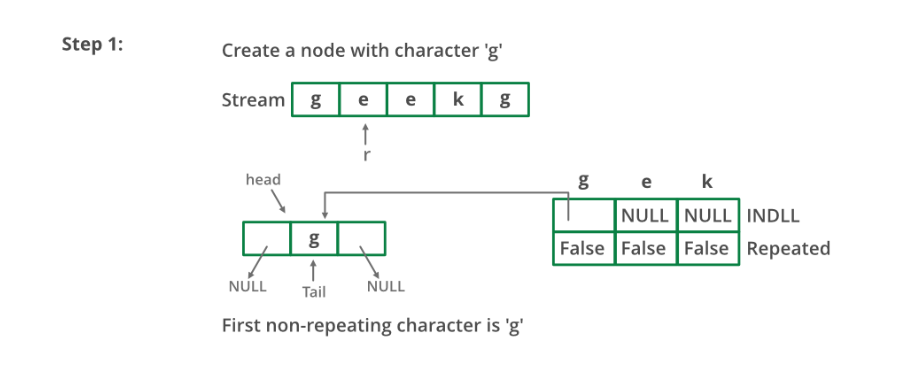 Step 1:
Create a node with character 'g'
Stream g e e k g
r
head
g e k
NULL NULL INDLL
g
False False False Repeated
NULL Tail NULL
First non-repeating character is 'g'